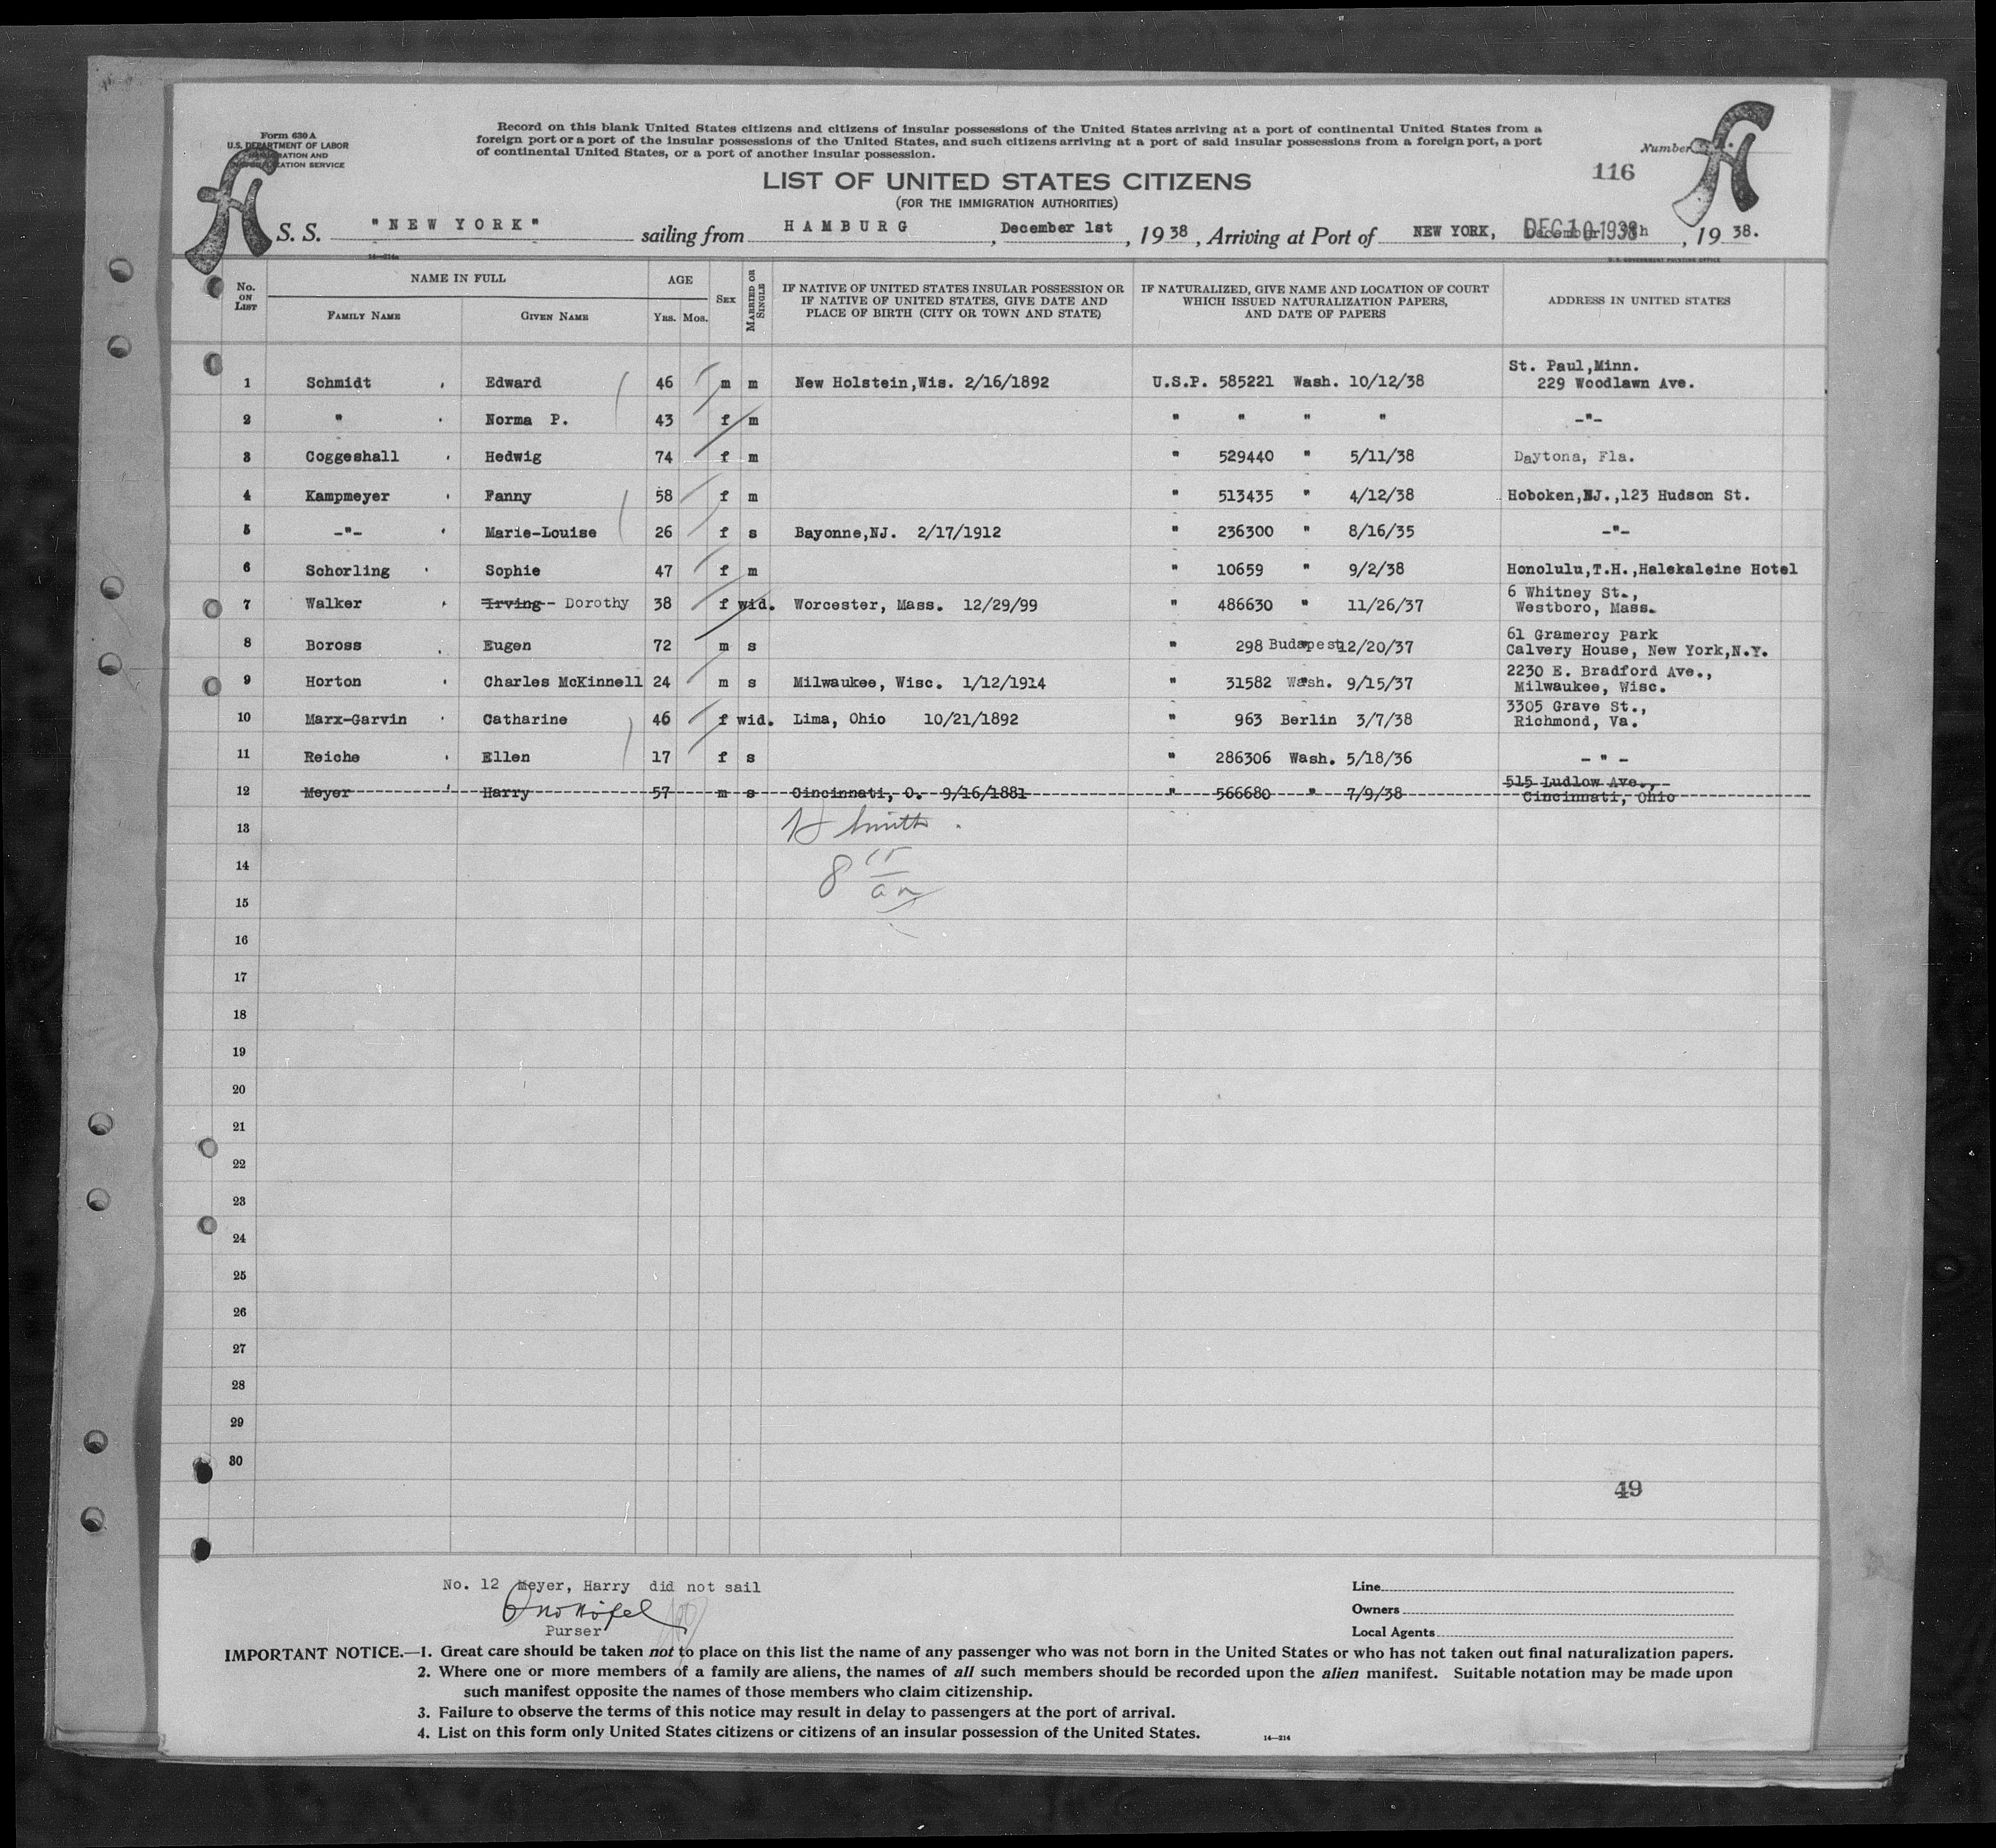 Form 630 A
U.S. DEPARTMENT OF LABOR
IMMIGRATION AND
NATURALIZATION SERVICE
Record on this blank United States citizens and citizens of insular possessions of the United States arriving at a port of continental United States from a
foreign port or a port of the insular possessions of the United States, and such citizens arriving at a port of said insular possessions from a foreign port, a port
of continental United States, or a port of another insular possession.
Number
116
LIST OF UNITED STATES CITIZENS
(FOR THE IMMIGRATION AUTHORITIES)
S. S. "NEW YORK" sailing from HAMBURG, December 1st, 1938, Arriving at Port of NEW YORK, DEC 10 1938, 1938.
14—214a
U. S. GOVERNMENT PRINTING OFFICE
No. ON LIST NAME IN FULL FAMILY NAME GIVEN NAME AGE YRS. MOS. SEX MARRIED OR SINGLE IF NATIVE OF UNITED STATES INSULAR POSSESSION OR IF NATIVE OF UNITED STATES, GIVE DATE AND PLACE OF BIRTH (CITY OR TOWN AND STATE) IF NATURALIZED, GIVE NAME AND LOCATION OF COURT WHICH ISSUED NATURALIZATION PAPERS, AND DATE OF PAPERS ADDRESS IN UNITED STATES
1 Schmidt Edward 46 m m New Holstein,Wis. 2/16/1892 U.S.P. 585221 Wash. 10/12/38 St. Paul,Minn. 229 Woodlawn Ave.
2 " Norma P. 43 f m " " " " -"-
3 Coggeshall Hedwig 74 f m " 529440 " 5/11/38 Daytona, Fla.
4 Kampmeyer Fanny 58 f m " 513435 " 4/12/38 Hoboken,NJ.,123 Hudson St.
5 -"- Marie-Louise 26 f s Bayonne,NJ. 2/17/1912 " 236300 " 8/16/35 -"-
6 Schorling Sophie 47 f m " 10659 " 9/2/38 Honolulu,T.H.,Halekaleine Hotel
7 Walker Irving- Dorothy 38 f wid. Worcester, Mass. 12/29/99 " 486630 " 11/26/37 6 Whitney St., Westboro, Mass.
8 Boross Eugen 72 m s " 298 Budapest 12/20/37 61 Gramercy Park Calvery House, New York,N.Y.
9 Horton Charles McKinnell 24 m s Milwaukee, Wisc. 1/12/1914 " 31582 Wash. 9/15/37 2230 E. Bradford Ave., Milwaukee, Wisc.
10 Marx-Garvin Catharine 46 f wid. Lima, Ohio 10/21/1892 " 963 Berlin 3/7/38 3305 Grave St., Richmond, Va.
11 Reiche Ellen 17 f s " 286306 Wash. 5/18/36 - " -
12 Meyer Harry 57 m s Cincinnati, O. 9/16/1881 " 566680 " 7/9/38 515 Ludlow Ave., Cincinnati, Ohio
13 Smith
14 8
15
16
17
18
19
20
21
22
23
24
25
26
27
28
29
30
49
No. 12 Meyer, Harry did not sail
Purser
Line
Owners
Local Agents
IMPORTANT NOTICE.—1. Great care should be taken not to place on this list the name of any passenger who was not born in the United States or who has not taken out final naturalization papers.
2. Where one or more members of a family are aliens, the names of all such members should be recorded upon the alien manifest. Suitable notation may be made upon
such manifest opposite the names of those members who claim citizenship.
3. Failure to observe the terms of this notice may result in delay to passengers at the port of arrival.
4. List on this form only United States citizens or citizens of an insular possession of the United States.
14—214